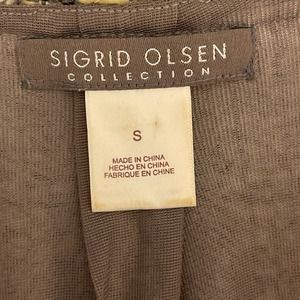 SIGRID OLSEN
COLLECTION
S
MADE IN CHINA
HECHO EN CHINA
FABRIQUE EN CHINE